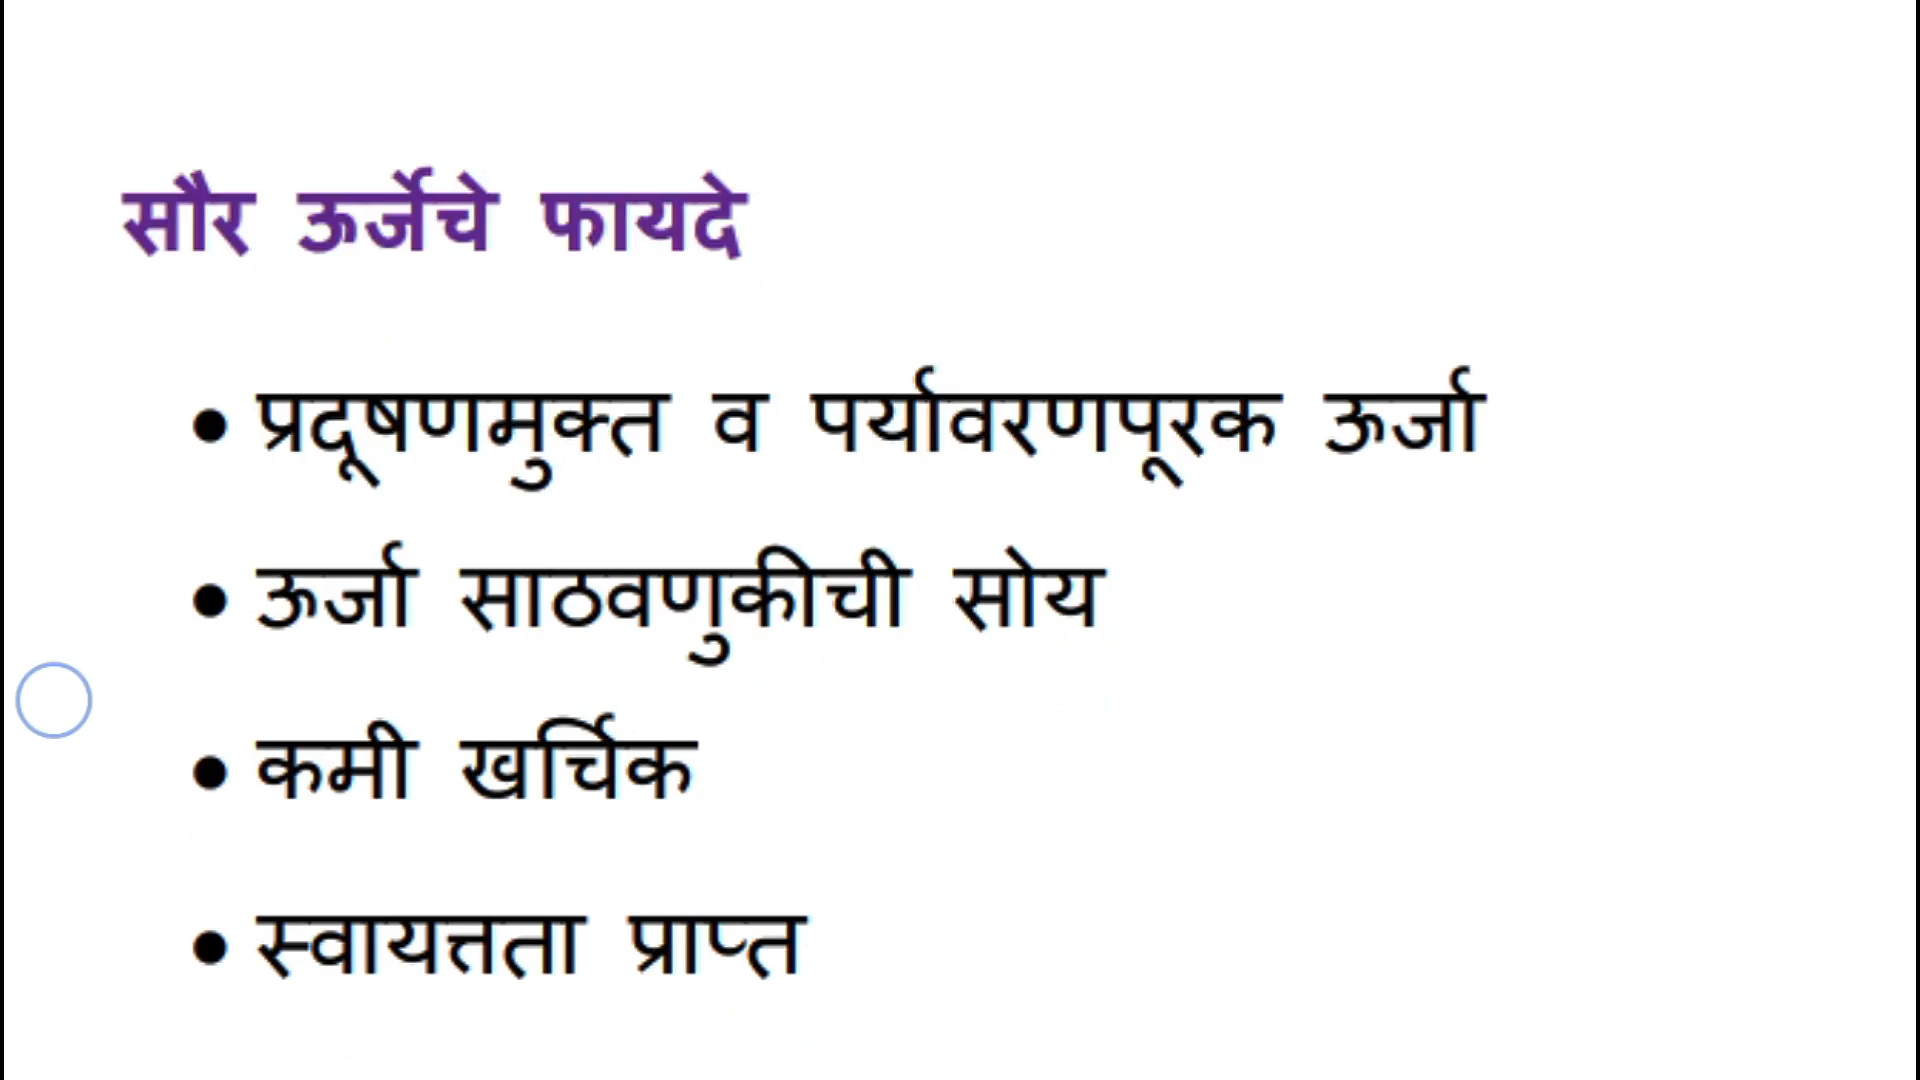 सौर ऊर्जेचे फायदे
• प्रदूषणमुक्त व पर्यावरणपूरक ऊर्जा
• ऊर्जा साठवणुकीची सोय
• कमी खर्चिक
• स्वायत्तता प्राप्त